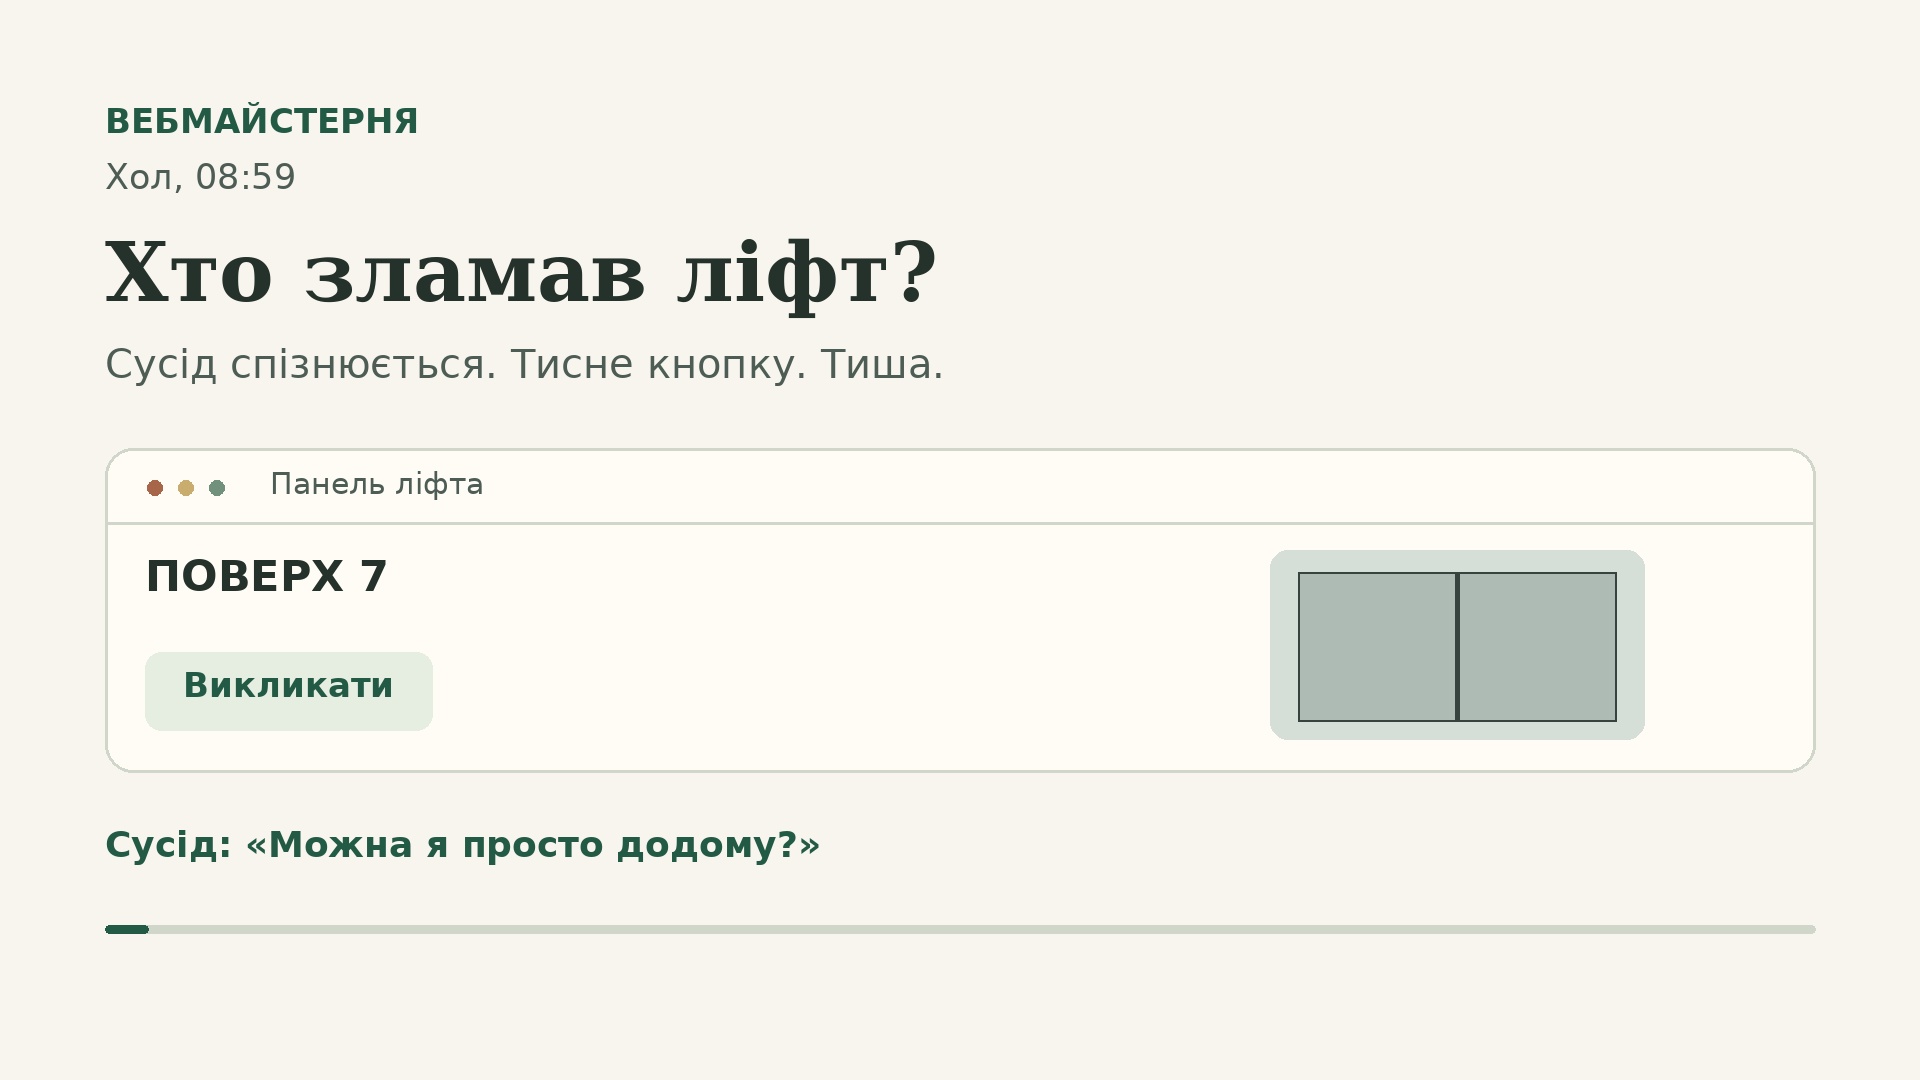 ВЕБМАЙСТЕРНЯ
Хол, 08:59
Хто зламав ліфт?
Сусід спізнюється. Тисне кнопку. Тиша.
Панель ліфта
ПОВЕРХ 7
Викликати
Сусід: «Можна я просто додому?»